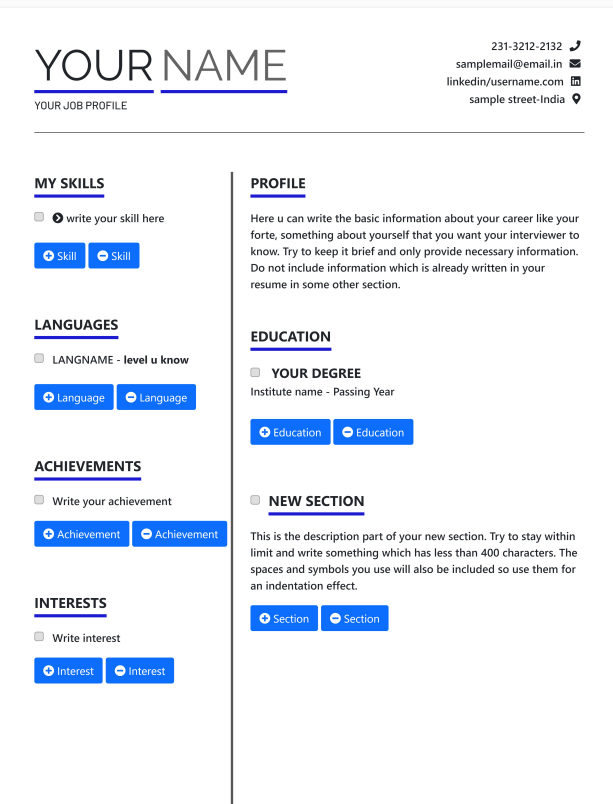 YOUR NAME
YOUR JOB PROFILE
231-3212-2132
samplemail@email.in
linkedin/username.com
sample street-India
MY SKILLS
write your skill here
Skill Skill
LANGUAGES
LANGNAME - level u know
Language Language
ACHIEVEMENTS
Write your achievement
Achievement Achievement
INTERESTS
Write interest
Interest Interest
PROFILE
Here u can write the basic information about your career like your
forte, something about yourself that you want your interviewer to
know. Try to keep it brief and only provide necessary information.
Do not include information which is already written in your
resume in some other section.
EDUCATION
YOUR DEGREE
Institute name - Passing Year
Education Education
NEW SECTION
This is the description part of your new section. Try to stay within
limit and write something which has less than 400 characters. The
spaces and symbols you use will also be included so use them for
an indentation effect.
Section Section